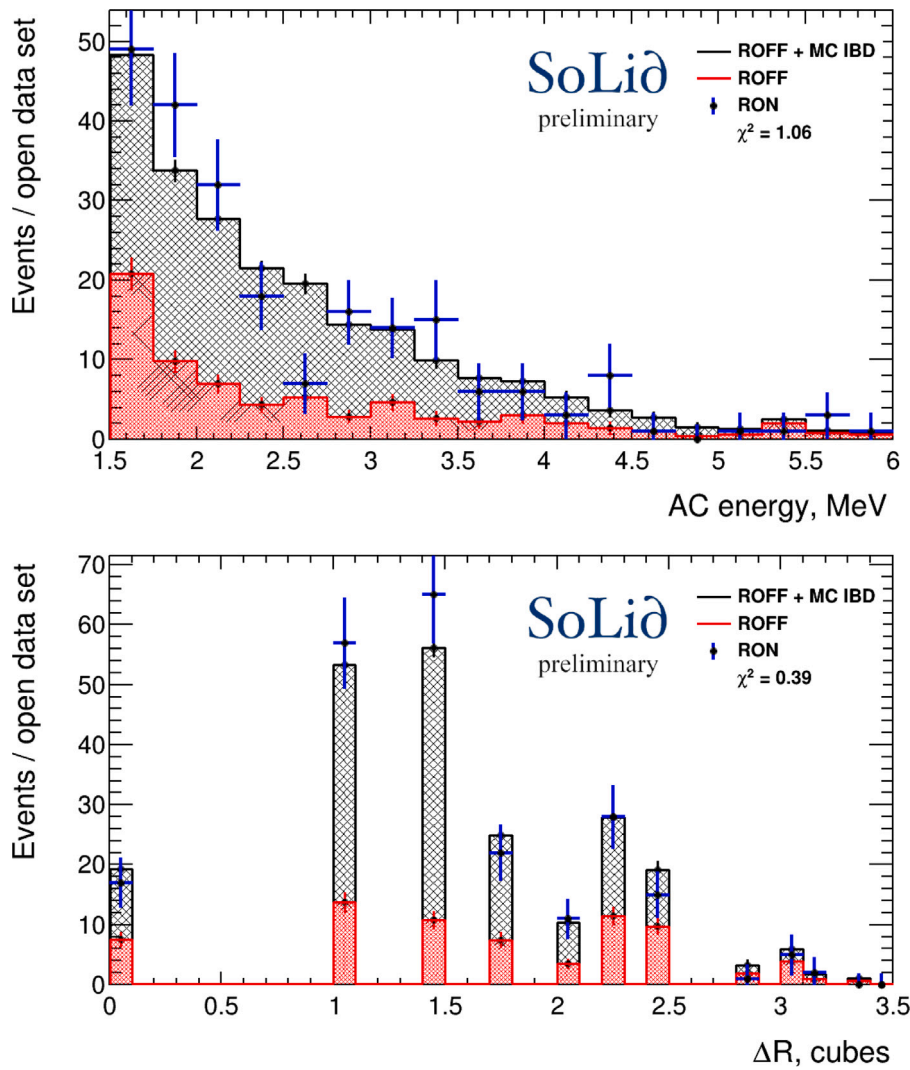 50
40
30
20
10
0
Events / open data set
SoLi∂
preliminary
ROFF + MC IBD
ROFF
RON
χ² = 1.06
1.5 2 2.5 3 3.5 4 4.5 5 5.5 6
AC energy, MeV
70
60
50
40
30
20
10
0
Events / open data set
SoLi∂
preliminary
ROFF + MC IBD
ROFF
RON
χ² = 0.39
0 0.5 1 1.5 2 2.5 3 3.5
ΔR, cubes